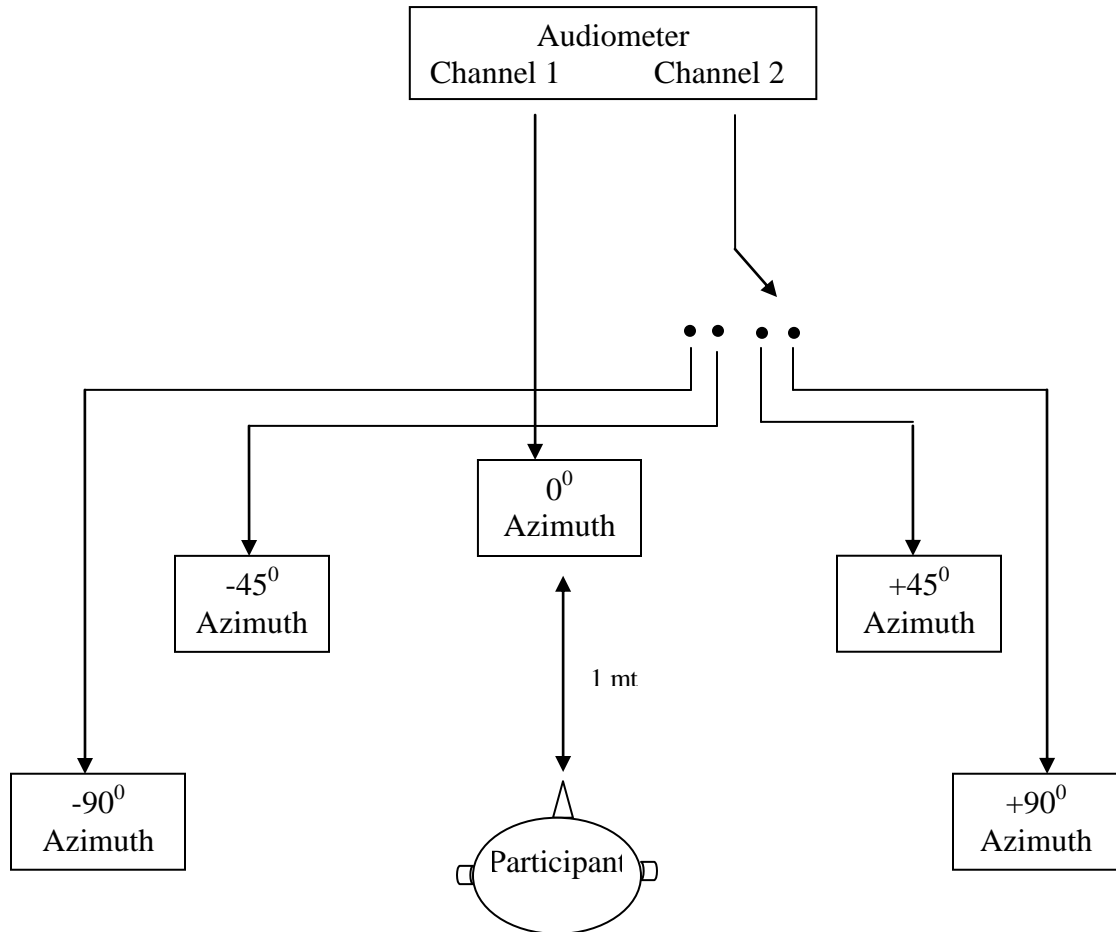 Audiometer
Channel 1 Channel 2
0⁰
Azimuth
-45⁰
Azimuth
+45⁰
Azimuth
1 mt
-90⁰
Azimuth
+90⁰
Azimuth
Participant